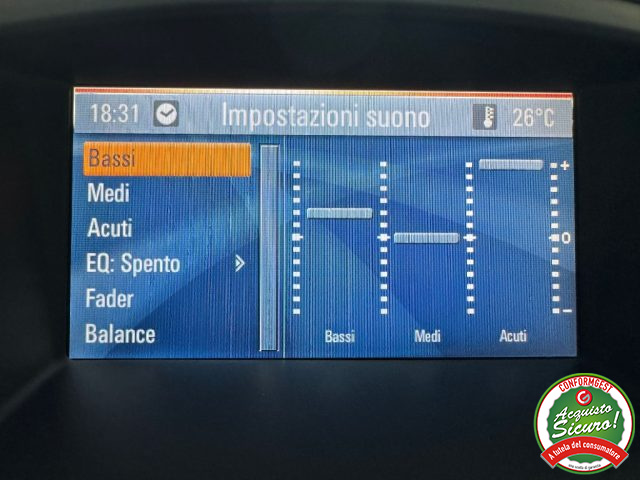 18:31 Impostazioni suono 26°C
Bassi
Medi
Acuti
EQ: Spento
Fader
Balance
+
0
−
Bassi Medi Acuti
CONFORMGEST
Acquisto
Sicuro!
A tutela del consumatore